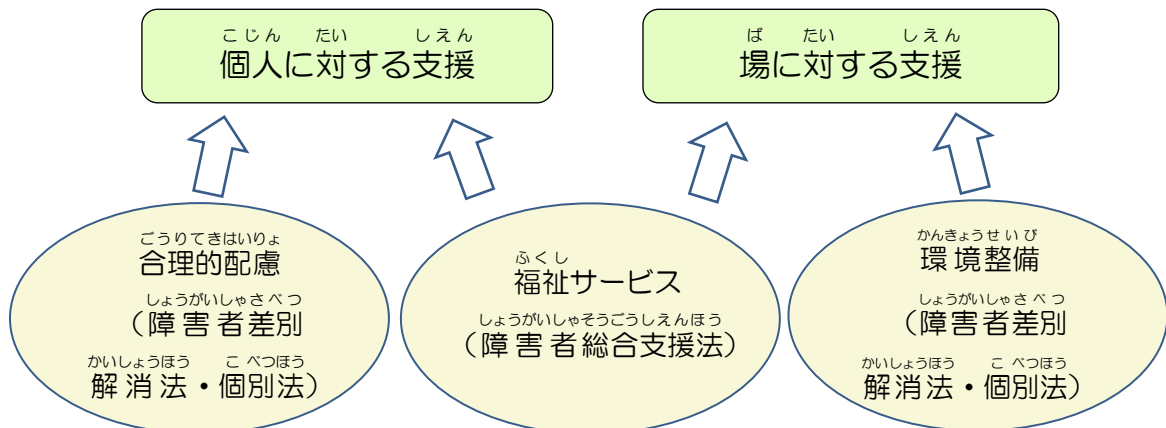 こじん たい しえん
個人に対する支援
ば たい しえん
場に対する支援
ごうりてきはいりょ
合理的配慮
しょうがいしゃさべつ
（障害者差別
かいしょうほう こべつほう
解消法・個別法）
ふくし
福祉サービス
しょうがいしゃそうごうしえんほう
（障害者総合支援法）
かんきょうせいび
環境整備
しょうがいしゃさべつ
（障害者差別
かいしょうほう こべつほう
解消法・個別法）